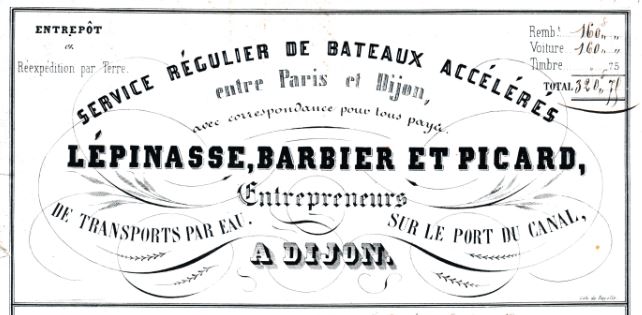 ENTREPÔT
et
Réexpédition par Terre.
Rembt. 160 " "
Voiture 160 " "
Timbre " " 75
TOTAL 320 " 75
SERVICE RÉGULIER DE BATEAUX ACCÉLÉRÉS
entre Paris et Dijon,
avec correspondance pour tous pays.
LÉPINASSE, BARBIER ET PICARD,
Entrepreneurs
DE TRANSPORTS PAR EAU.
SUR LE PORT DU CANAL,
A DIJON.